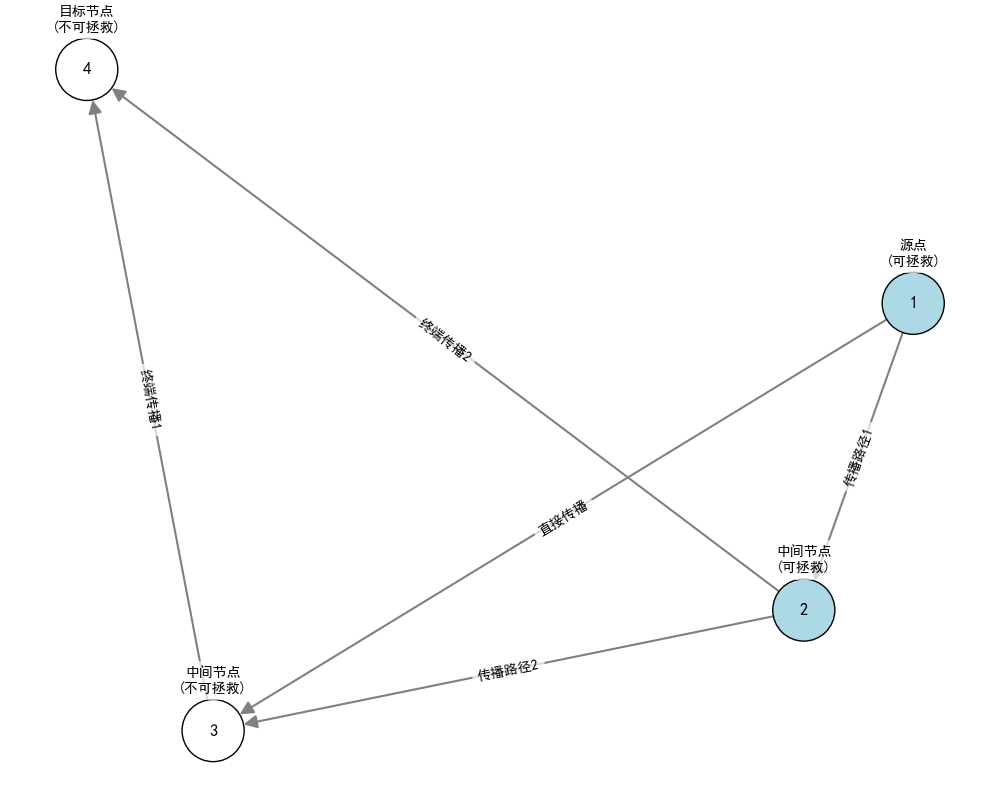 目标节点
(不可拯救)
4
源点
(可拯救)
1
终端传播2
终端传播1
传播路径1
直接传播
中间节点
(可拯救)
2
传播路径2
中间节点
(不可拯救)
3